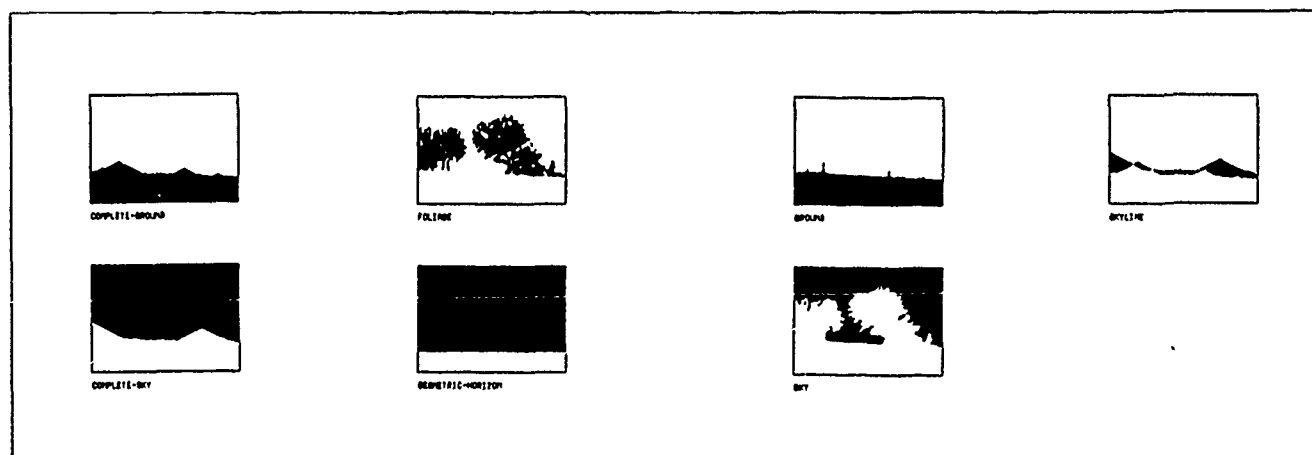 COMPLETE-GROUND
FOLIAGE
GROUND
SKYLINE
COMPLETE-SKY
GEOMETRIC-HORIZON
SKY